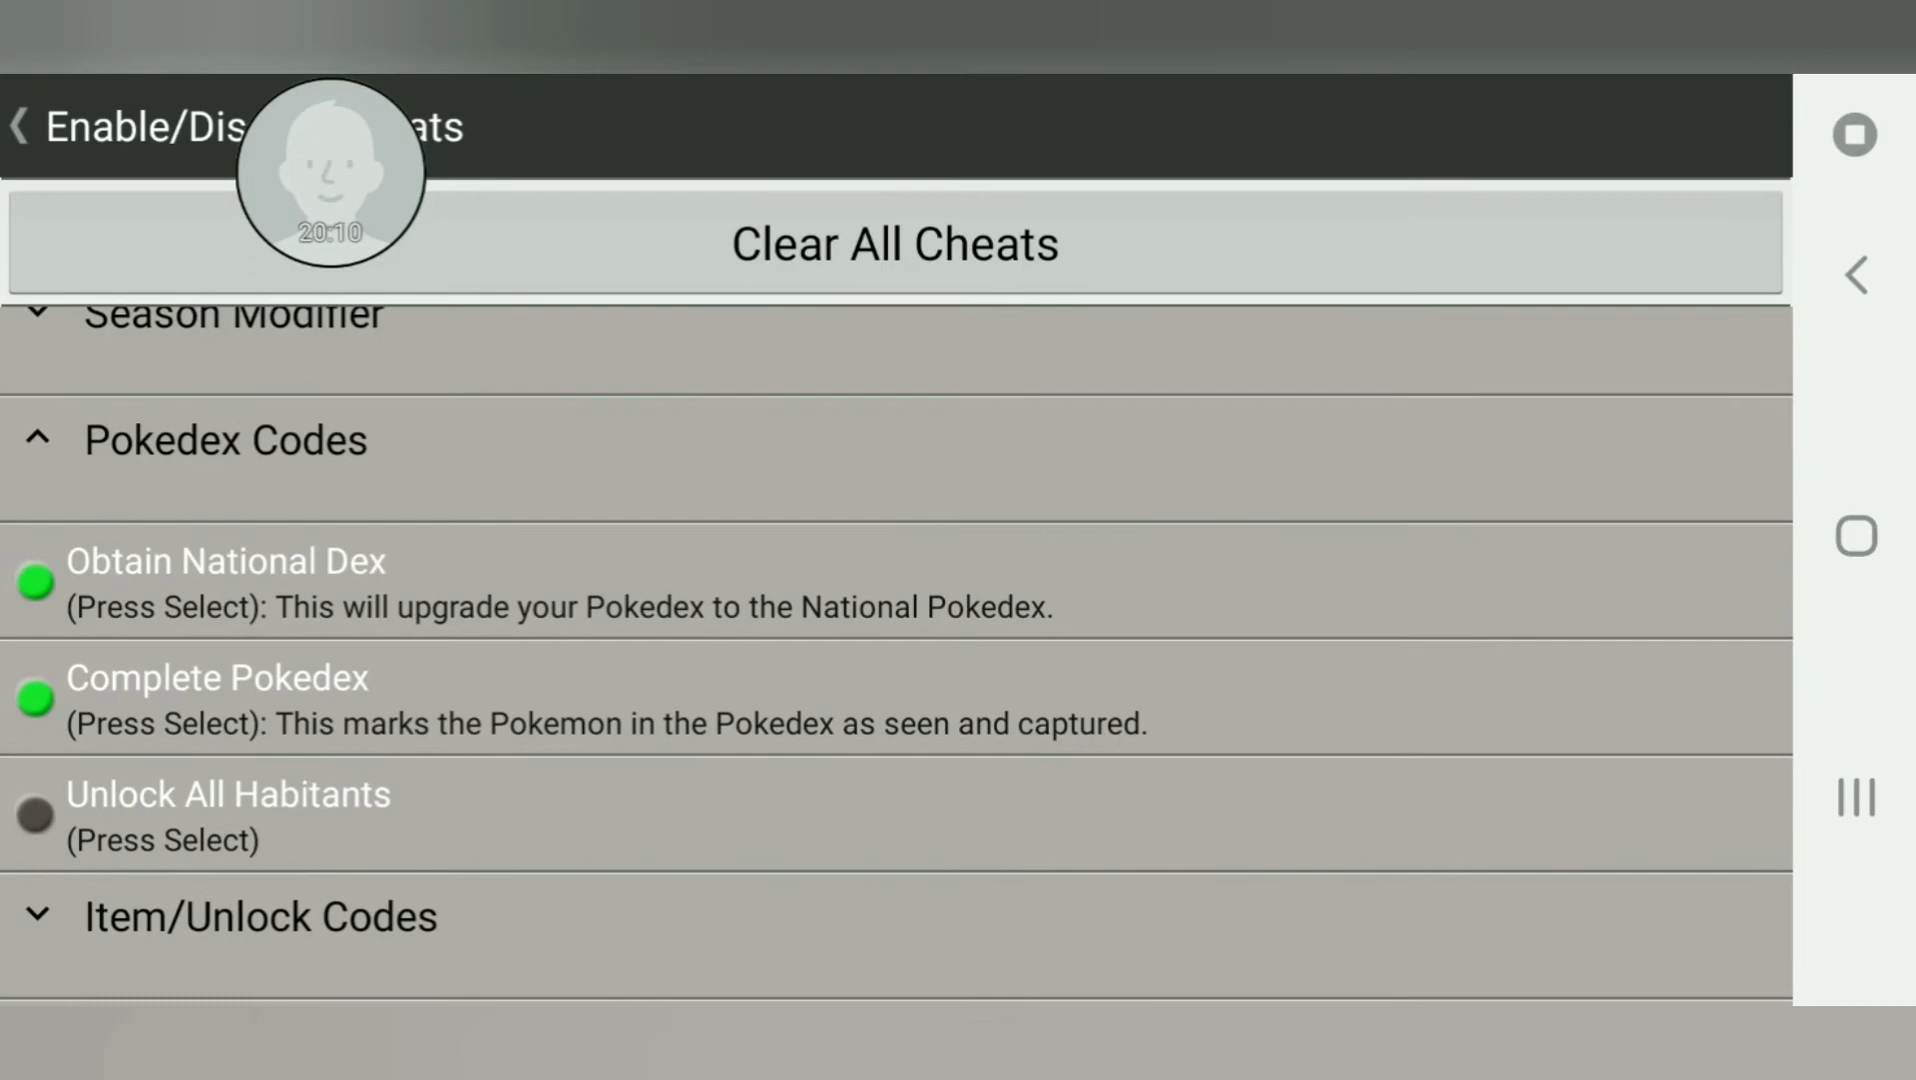 Enable/Dis ats
20:10
Clear All Cheats
Season Modifier
Pokedex Codes
Obtain National Dex
(Press Select): This will upgrade your Pokedex to the National Pokedex.
Complete Pokedex
(Press Select): This marks the Pokemon in the Pokedex as seen and captured.
Unlock All Habitants
(Press Select)
Item/Unlock Codes